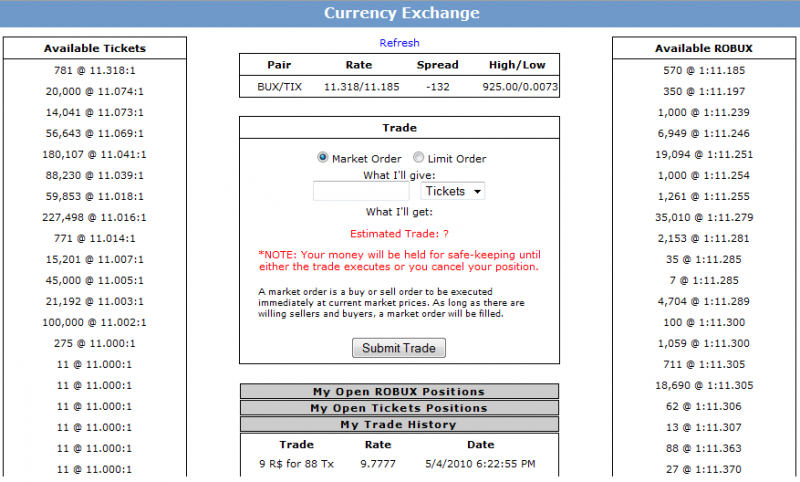 Currency Exchange
Available Tickets
781 @ 11.318:1
20,000 @ 11.074:1
14,041 @ 11.073:1
56,643 @ 11.069:1
180,107 @ 11.041:1
88,230 @ 11.039:1
59,853 @ 11.018:1
227,498 @ 11.016:1
771 @ 11.014:1
15,201 @ 11.007:1
45,000 @ 11.005:1
21,192 @ 11.003:1
100,000 @ 11.002:1
275 @ 11.000:1
11 @ 11.000:1
11 @ 11.000:1
11 @ 11.000:1
11 @ 11.000:1
11 @ 11.000:1
11 @ 11.000:1
Refresh
Pair Rate Spread High/Low
BUX/TIX 11.318/11.185 -132 925.00/0.0073
Trade
Market Order Limit Order
What I'll give:
Tickets
What I'll get:
Estimated Trade: ?
*NOTE: Your money will be held for safe-keeping until
either the trade executes or you cancel your position.
A market order is a buy or sell order to be executed
immediately at current market prices. As long as there are
willing sellers and buyers, a market order will be filled.
Submit Trade
My Open ROBUX Positions
My Open Tickets Positions
My Trade History
Trade Rate Date
9 R$ for 88 Tx 9.7777 5/4/2010 6:22:55 PM
Available ROBUX
570 @ 1:11.185
350 @ 1:11.197
1,000 @ 1:11.239
6,949 @ 1:11.246
19,094 @ 1:11.251
1,000 @ 1:11.254
1,261 @ 1:11.255
35,010 @ 1:11.279
2,153 @ 1:11.281
35 @ 1:11.285
7 @ 1:11.285
4,704 @ 1:11.289
100 @ 1:11.300
1,059 @ 1:11.300
711 @ 1:11.305
18,690 @ 1:11.305
62 @ 1:11.306
13 @ 1:11.307
88 @ 1:11.363
27 @ 1:11.370